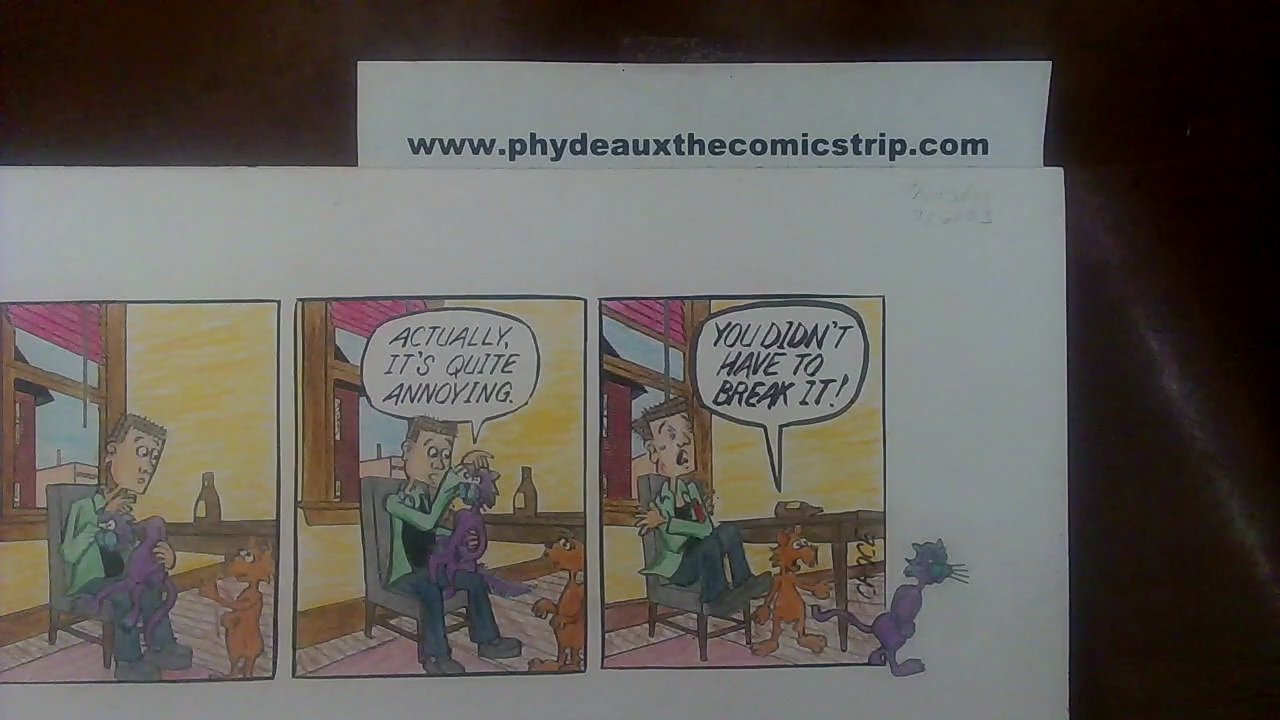 www.phydeauxthecomicstrip.com
ACTUALLY,
IT'S QUITE
ANNOYING.
YOU DIDN'T
HAVE TO
BREAK IT!